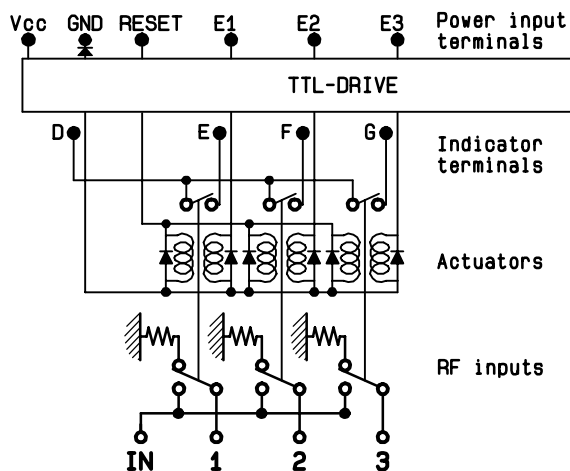 Vcc GND RESET E1 E2 E3 Power input
terminals
TTL-DRIVE
D E F G Indicator
terminals
Actuators
RF inputs
IN 1 2 3